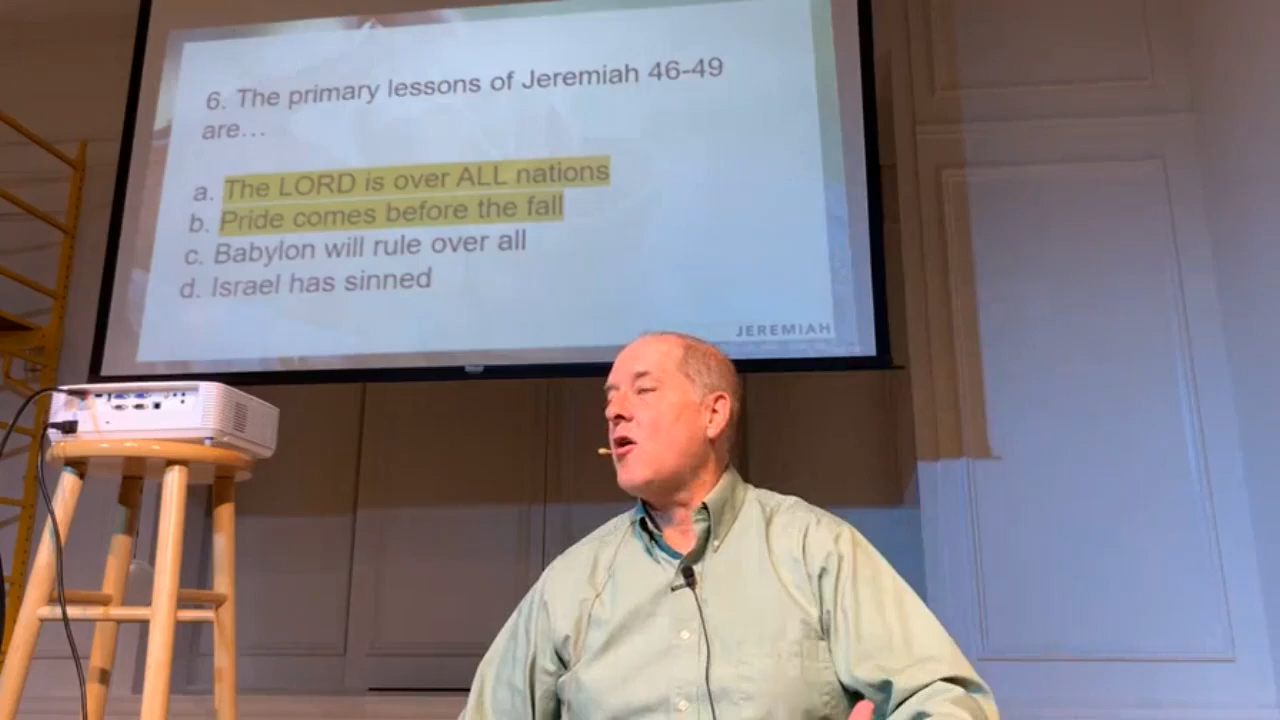 6. The primary lessons of Jeremiah 46-49
are…
a. The LORD is over ALL nations
b. Pride comes before the fall
c. Babylon will rule over all
d. Israel has sinned
JEREMIAH